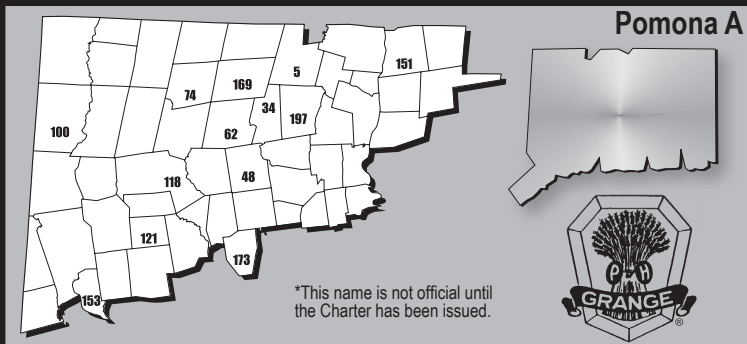 Pomona A
5
151
169
74
34
197
100
62
118
48
121
173
153
*This name is not official until
the Charter has been issued.
P H
GRANGE
®